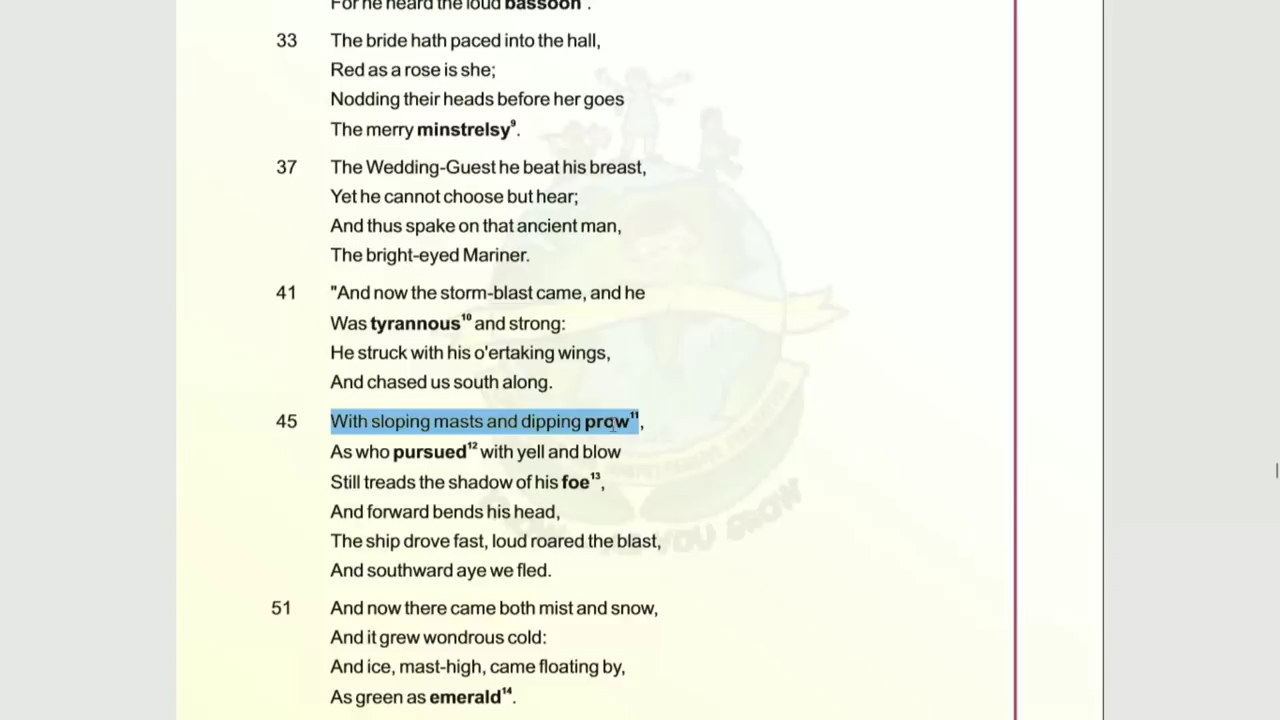 For he heard the loud bassoon .
33 The bride hath paced into the hall,
Red as a rose is she;
Nodding their heads before her goes
The merry minstrelsy⁹.
37 The Wedding-Guest he beat his breast,
Yet he cannot choose but hear;
And thus spake on that ancient man,
The bright-eyed Mariner.
41 "And now the storm-blast came, and he
Was tyrannous¹⁰ and strong:
He struck with his o'ertaking wings,
And chased us south along.
45 With sloping masts and dipping prow¹¹,
As who pursued¹² with yell and blow
Still treads the shadow of his foe¹³,
And forward bends his head,
The ship drove fast, loud roared the blast,
And southward aye we fled.
51 And now there came both mist and snow,
And it grew wondrous cold:
And ice, mast-high, came floating by,
As green as emerald¹⁴.
YOU GROW